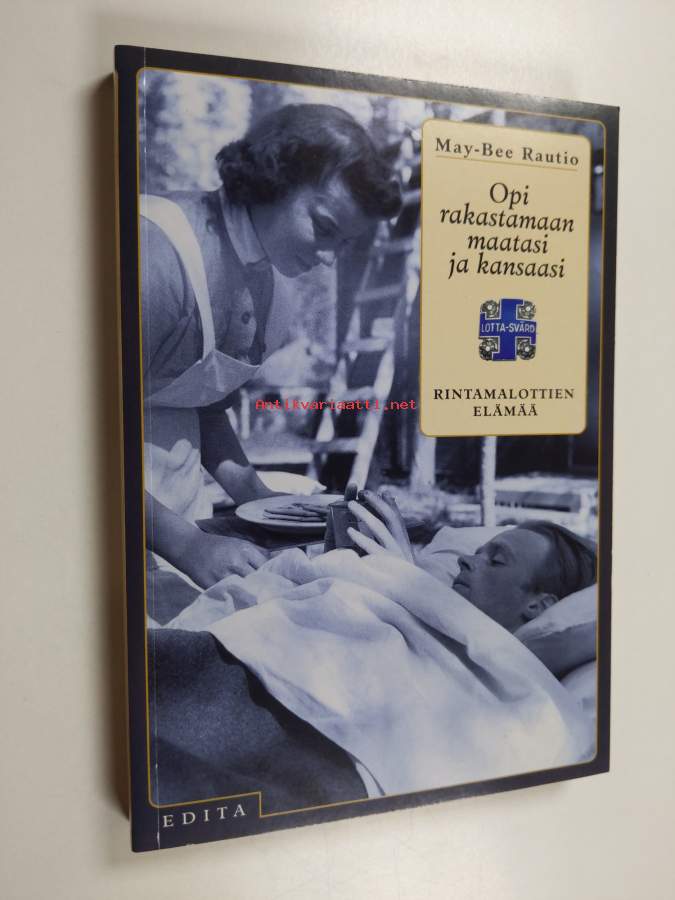 May-Bee Rautio
Opi
rakastamaan
maatasi
ja kansaasi
LOTTA-SVÄRD
RINTAMALOTTIEN
ELÄMÄÄ
Antikvariaatti.net
EDITA